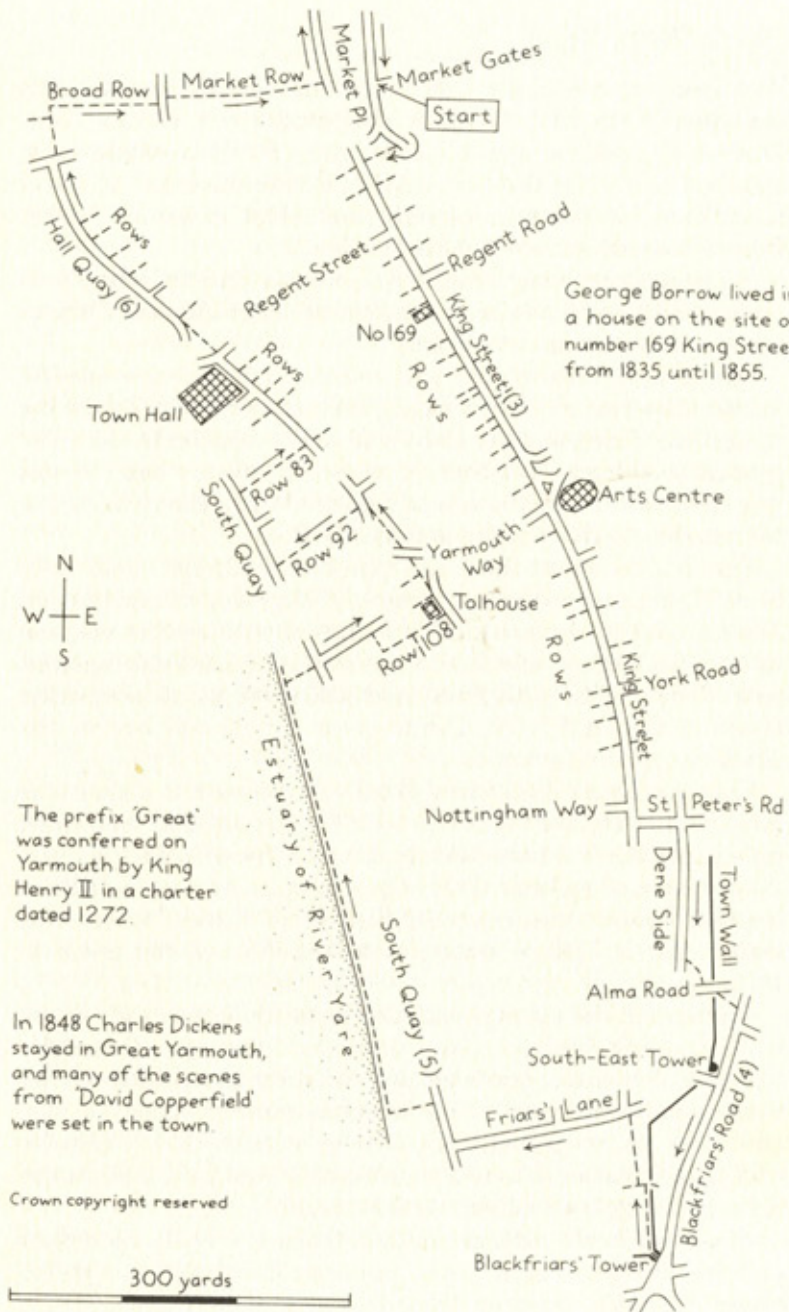 Broad Row
Market Row
Market Pl
Market Gates
Start
Rows
Hall Quay (6)
Regent Street
Regent Road
No 169
King Street (3)
George Borrow lived in
a house on the site of
number 169 King Street
from 1835 until 1855.
Rows
Town Hall
Rows
Row 83
South Quay
Row 92
Arts Centre
Yarmouth
Way
Tolhouse
Row 108
N
W E
S
Rows
King Street
York Road
Estuary of River Yare
The prefix 'Great'
was conferred on
Yarmouth by King
Henry II in a charter
dated 1272.
Nottingham Way
St Peter's Rd
Dene Side
Town Wall
Alma Road
South-East Tower
South Quay (5)
In 1848 Charles Dickens
stayed in Great Yarmouth,
and many of the scenes
from 'David Copperfield'
were set in the town.
Friars' Lane
Blackfriars' Road (4)
Crown copyright reserved
Blackfriars' Tower
300 yards